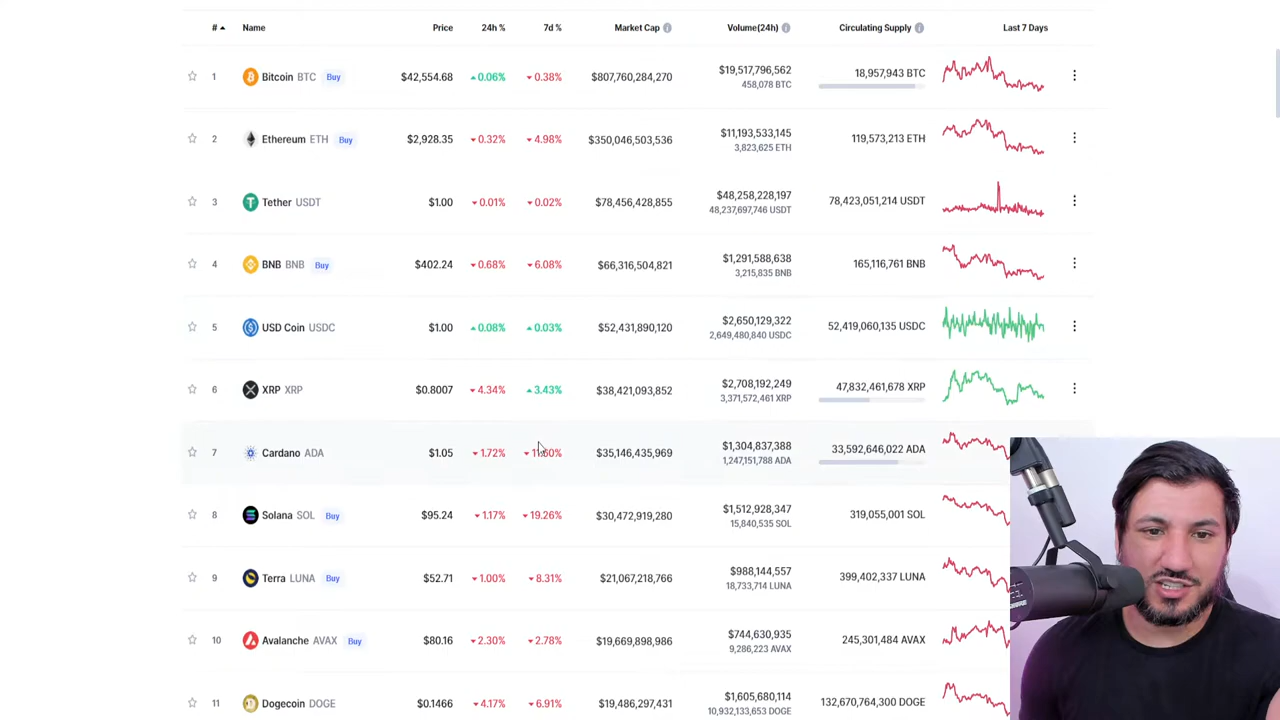 # Name Price 24h % 7d % Market Cap Volume(24h) Circulating Supply Last 7 Days
1 Bitcoin BTC Buy $42,554.68 0.06% 0.38% $807,760,284,270 $19,517,796,562 18,957,943 BTC
458,078 BTC
2 Ethereum ETH Buy $2,928.35 0.32% 4.98% $350,046,503,536 $11,193,533,145 119,573,213 ETH
3,823,625 ETH
3 Tether USDT $1.00 0.01% 0.02% $78,456,428,855 $48,258,228,197 78,423,051,214 USDT
48,237,697,746 USDT
4 BNB BNB Buy $402.24 0.68% 6.08% $66,316,504,821 $1,291,588,638 165,116,761 BNB
3,215,835 BNB
5 USD Coin USDC $1.00 0.08% 0.03% $52,431,890,120 $2,650,129,322 52,419,060,135 USDC
2,649,480,840 USDC
6 XRP XRP $0.8007 4.34% 3.43% $38,421,093,852 $2,708,192,249 47,832,461,678 XRP
3,371,572,461 XRP
7 Cardano ADA $1.05 1.72% $35,146,435,969 $1,304,837,388 33,592,646,022 ADA
1,247,151,788 ADA
8 Solana SOL Buy $95.24 1.17% 19.26% $30,472,919,280 $1,512,928,347 319,055,001 SOL
15,840,535 SOL
9 Terra LUNA Buy $52.71 1.00% 8.31% $21,067,218,766 $988,144,557 399,402,337 LUNA
18,733,714 LUNA
10 Avalanche AVAX Buy $80.16 2.30% 2.78% $19,669,898,986 $744,630,935 245,301,484 AVAX
9,286,223 AVAX
11 Dogecoin DOGE $0.1466 4.17% 6.91% $19,486,297,431 $1,605,680,114 132,670,764,300 DOGE
10,932,133,653 DOGE